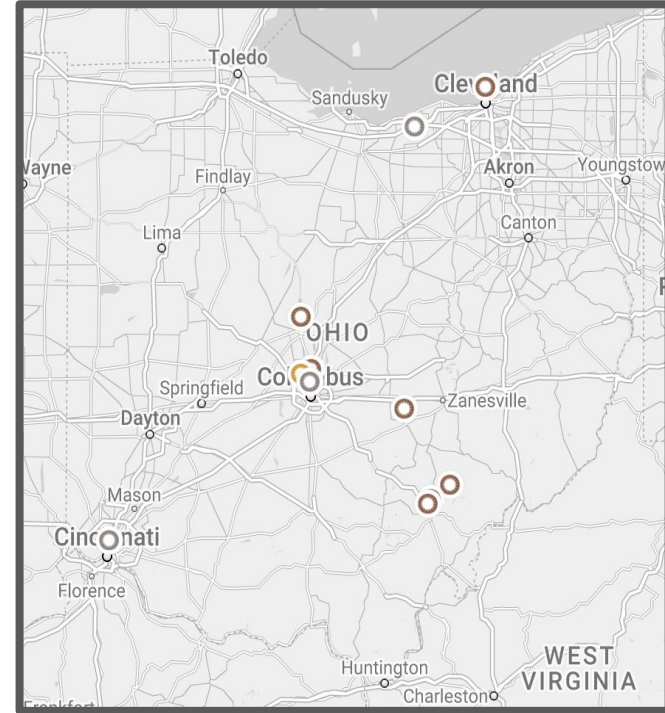 Toledo
Cleveland
Sandusky
Wayne
Findlay
Akron
Youngstow
Lima
Canton
OHIO
Columbus
Springfield
Zanesville
Dayton
Mason
Cincinnati
Florence
WEST
VIRGINIA
Huntington
Charleston
Frankfort